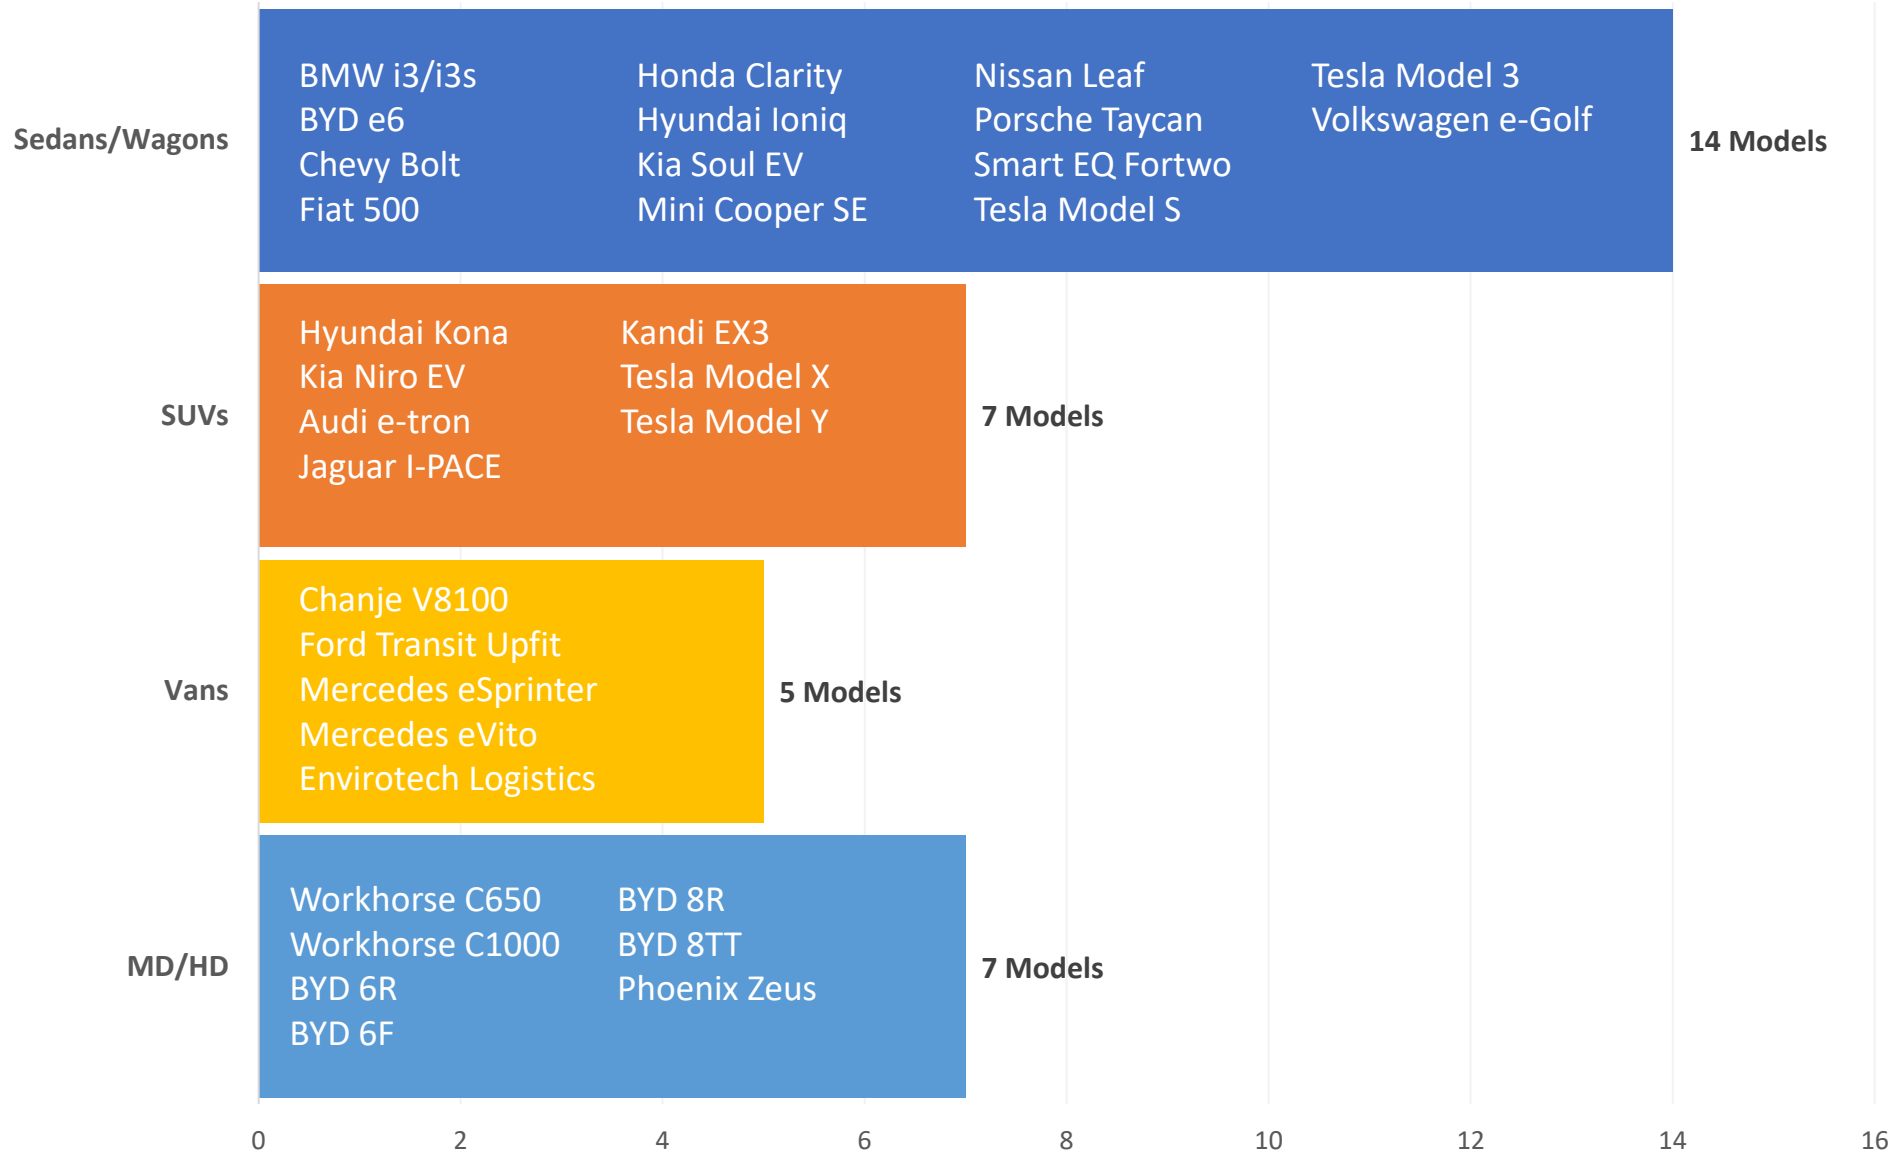 Sedans/Wagons
BMW i3/i3s
BYD e6
Chevy Bolt
Fiat 500
Honda Clarity
Hyundai Ioniq
Kia Soul EV
Mini Cooper SE
Nissan Leaf
Porsche Taycan
Smart EQ Fortwo
Tesla Model S
Tesla Model 3
Volkswagen e-Golf
14 Models
SUVs
Hyundai Kona
Kia Niro EV
Audi e-tron
Jaguar I-PACE
Kandi EX3
Tesla Model X
Tesla Model Y
7 Models
Vans
Chanje V8100
Ford Transit Upfit
Mercedes eSprinter
Mercedes eVito
Envirotech Logistics
5 Models
MD/HD
Workhorse C650
Workhorse C1000
BYD 6R
BYD 6F
BYD 8R
BYD 8TT
Phoenix Zeus
7 Models
0 2 4 6 8 10 12 14 16